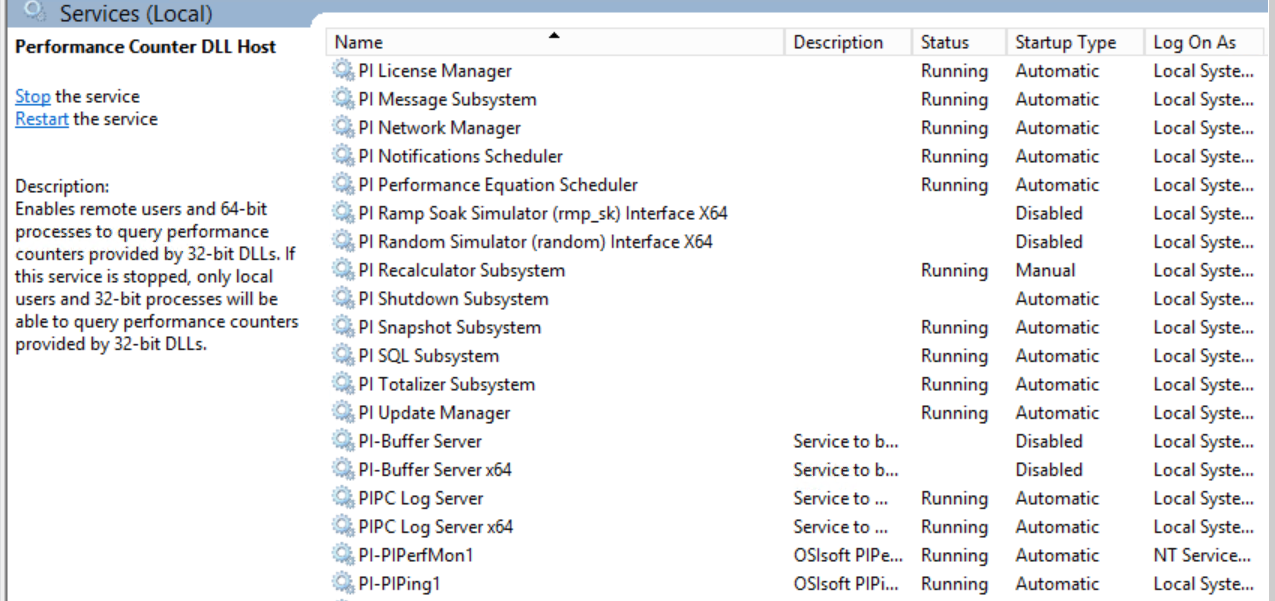 Services (Local)
Performance Counter DLL Host
Stop the service
Restart the service
Description:
Enables remote users and 64-bit
processes to query performance
counters provided by 32-bit DLLs. If
this service is stopped, only local
users and 32-bit processes will be
able to query performance counters
provided by 32-bit DLLs.
Name Description Status Startup Type Log On As
PI License Manager Running Automatic Local Syste...
PI Message Subsystem Running Automatic Local Syste...
PI Network Manager Running Automatic Local Syste...
PI Notifications Scheduler Running Automatic Local Syste...
PI Performance Equation Scheduler Running Automatic Local Syste...
PI Ramp Soak Simulator (rmp_sk) Interface X64 Disabled Local Syste...
PI Random Simulator (random) Interface X64 Disabled Local Syste...
PI Recalculator Subsystem Running Manual Local Syste...
PI Shutdown Subsystem Automatic Local Syste...
PI Snapshot Subsystem Running Automatic Local Syste...
PI SQL Subsystem Running Automatic Local Syste...
PI Totalizer Subsystem Running Automatic Local Syste...
PI Update Manager Running Automatic Local Syste...
PI-Buffer Server Service to b... Disabled Local Syste...
PI-Buffer Server x64 Service to b... Disabled Local Syste...
PIPC Log Server Service to ... Running Automatic Local Syste...
PIPC Log Server x64 Service to ... Running Automatic Local Syste...
PI-PIPerfMon1 OSIsoft PIPe... Running Automatic NT Service...
PI-PIPing1 OSIsoft PIPi... Running Automatic Local Syste...